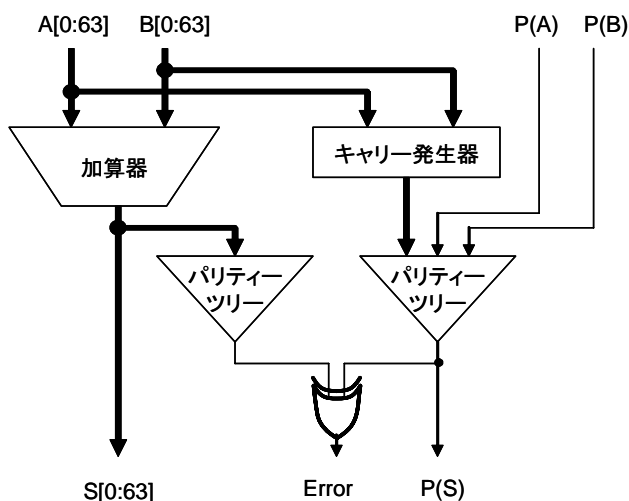 A[0:63] B[0:63] P(A) P(B)
加算器
キャリー発生器
パリティー
ツリー
パリティー
ツリー
S[0:63] Error P(S)